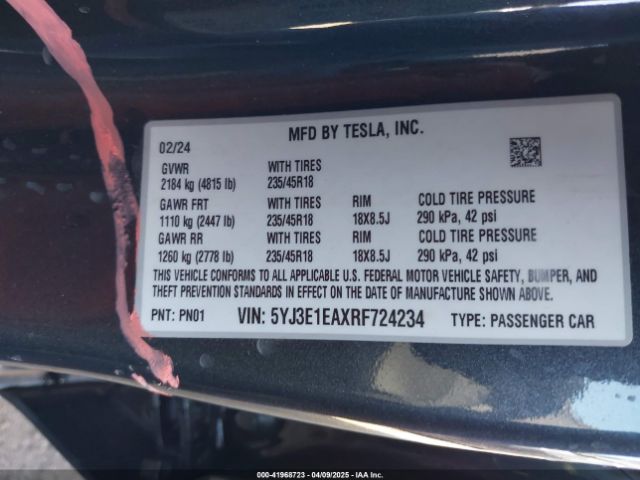 MFD BY TESLA, INC.
02/24
GVWR WITH TIRES
2184 kg (4815 lb) 235/45R18
GAWR FRT WITH TIRES RIM COLD TIRE PRESSURE
1110 kg (2447 lb) 235/45R18 18X8.5J 290 kPa, 42 psi
GAWR RR WITH TIRES RIM COLD TIRE PRESSURE
1260 kg (2778 lb) 235/45R18 18X8.5J 290 kPa, 42 psi
THIS VEHICLE CONFORMS TO ALL APPLICABLE U.S. FEDERAL MOTOR VEHICLE SAFETY, BUMPER, AND
THEFT PREVENTION STANDARDS IN EFFECT ON THE DATE OF MANUFACTURE SHOWN ABOVE.
PNT: PN01 VIN: 5YJ3E1EAXRF724234 TYPE: PASSENGER CAR
000-41968723 - 04/09/2025 - IAA Inc.